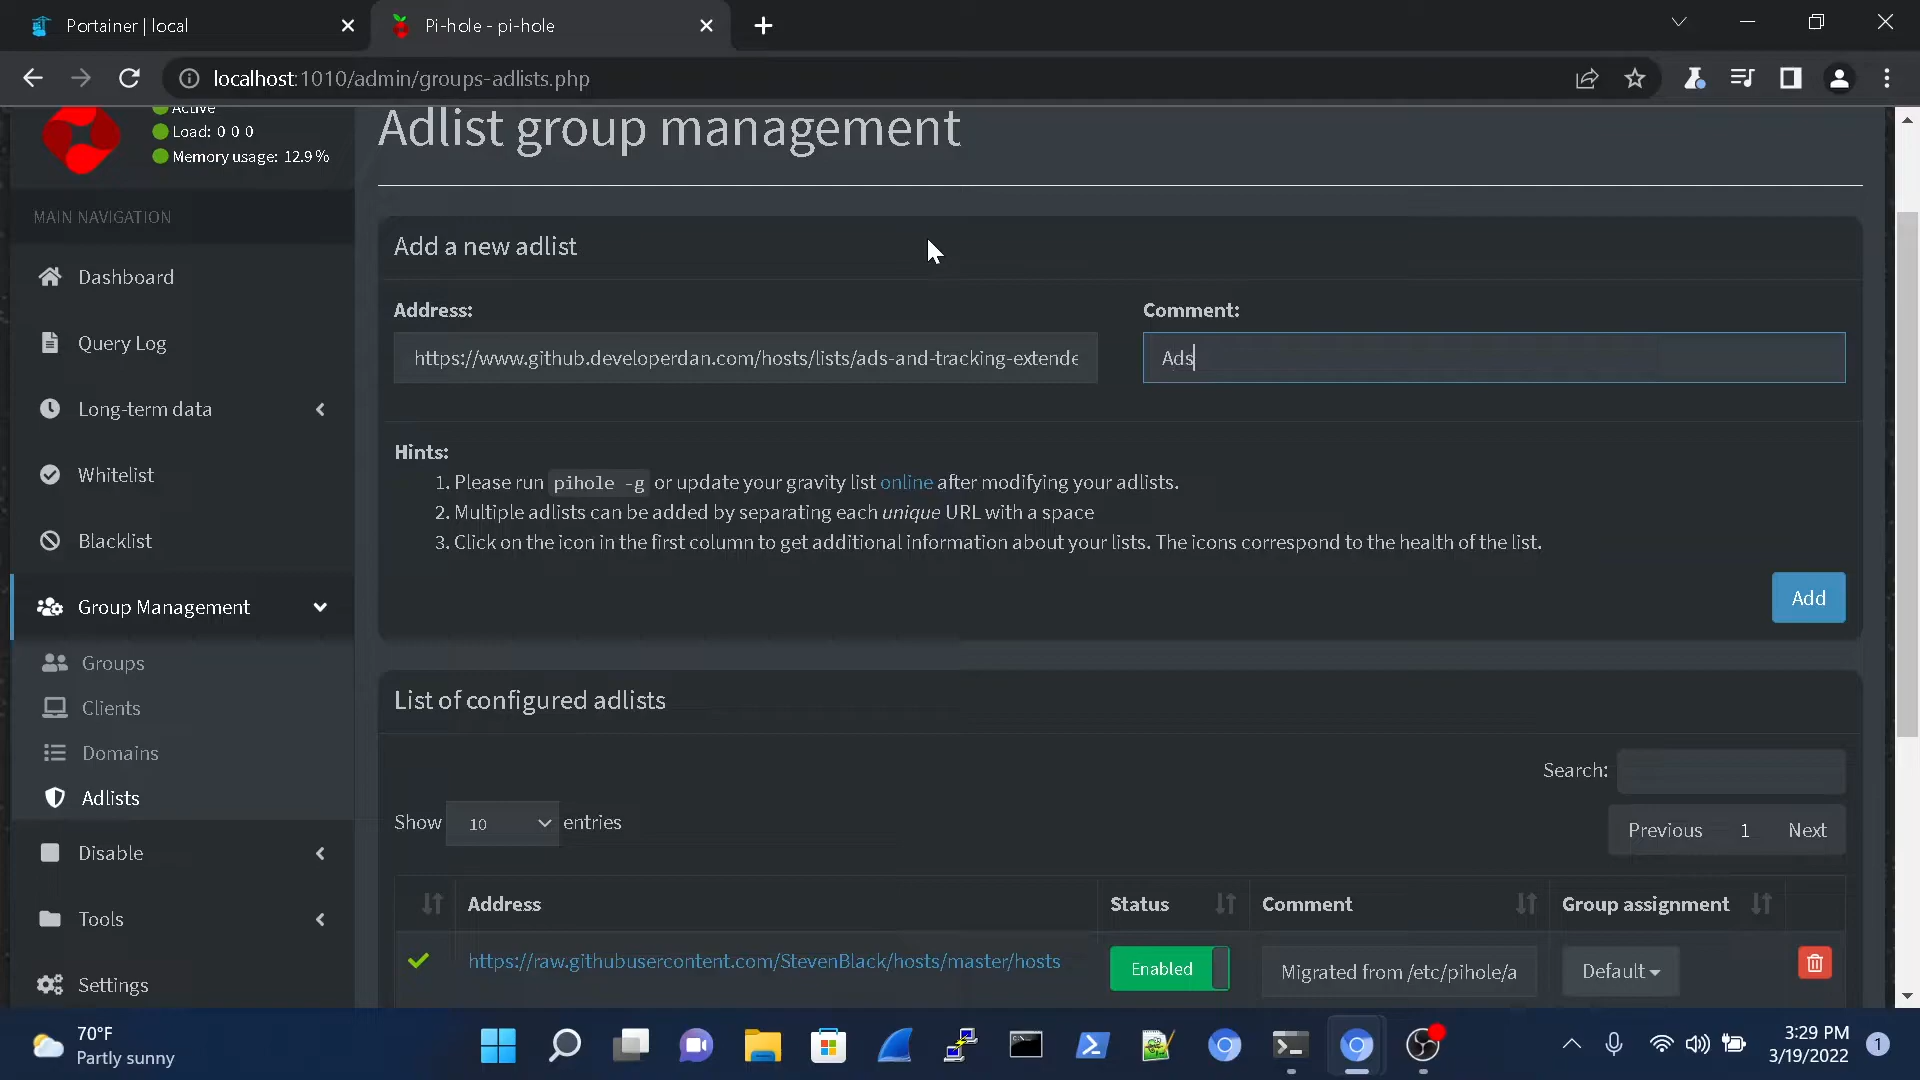 Portainer | local
Pi-hole - pi-hole
localhost:1010/admin/groups-adlists.php
Active
Load: 0 0 0
Memory usage: 12.9 %
MAIN NAVIGATION
Dashboard
Query Log
Long-term data
Whitelist
Blacklist
Group Management
Groups
Clients
Domains
Adlists
Disable
Tools
Settings
Adlist group management
Add a new adlist
Address:
Comment:
https://www.github.developerdan.com/hosts/lists/ads-and-tracking-extende
Ads
Hints:
1. Please run pihole -g or update your gravity list online after modifying your adlists.
2. Multiple adlists can be added by separating each unique URL with a space
3. Click on the icon in the first column to get additional information about your lists. The icons correspond to the health of the list.
Add
List of configured adlists
Search:
Show 10 entries
Previous 1 Next
Address Status Comment Group assignment
https://raw.githubusercontent.com/StevenBlack/hosts/master/hosts Enabled Migrated from /etc/pihole/a Default
70°F
Partly sunny
3:29 PM
3/19/2022
1